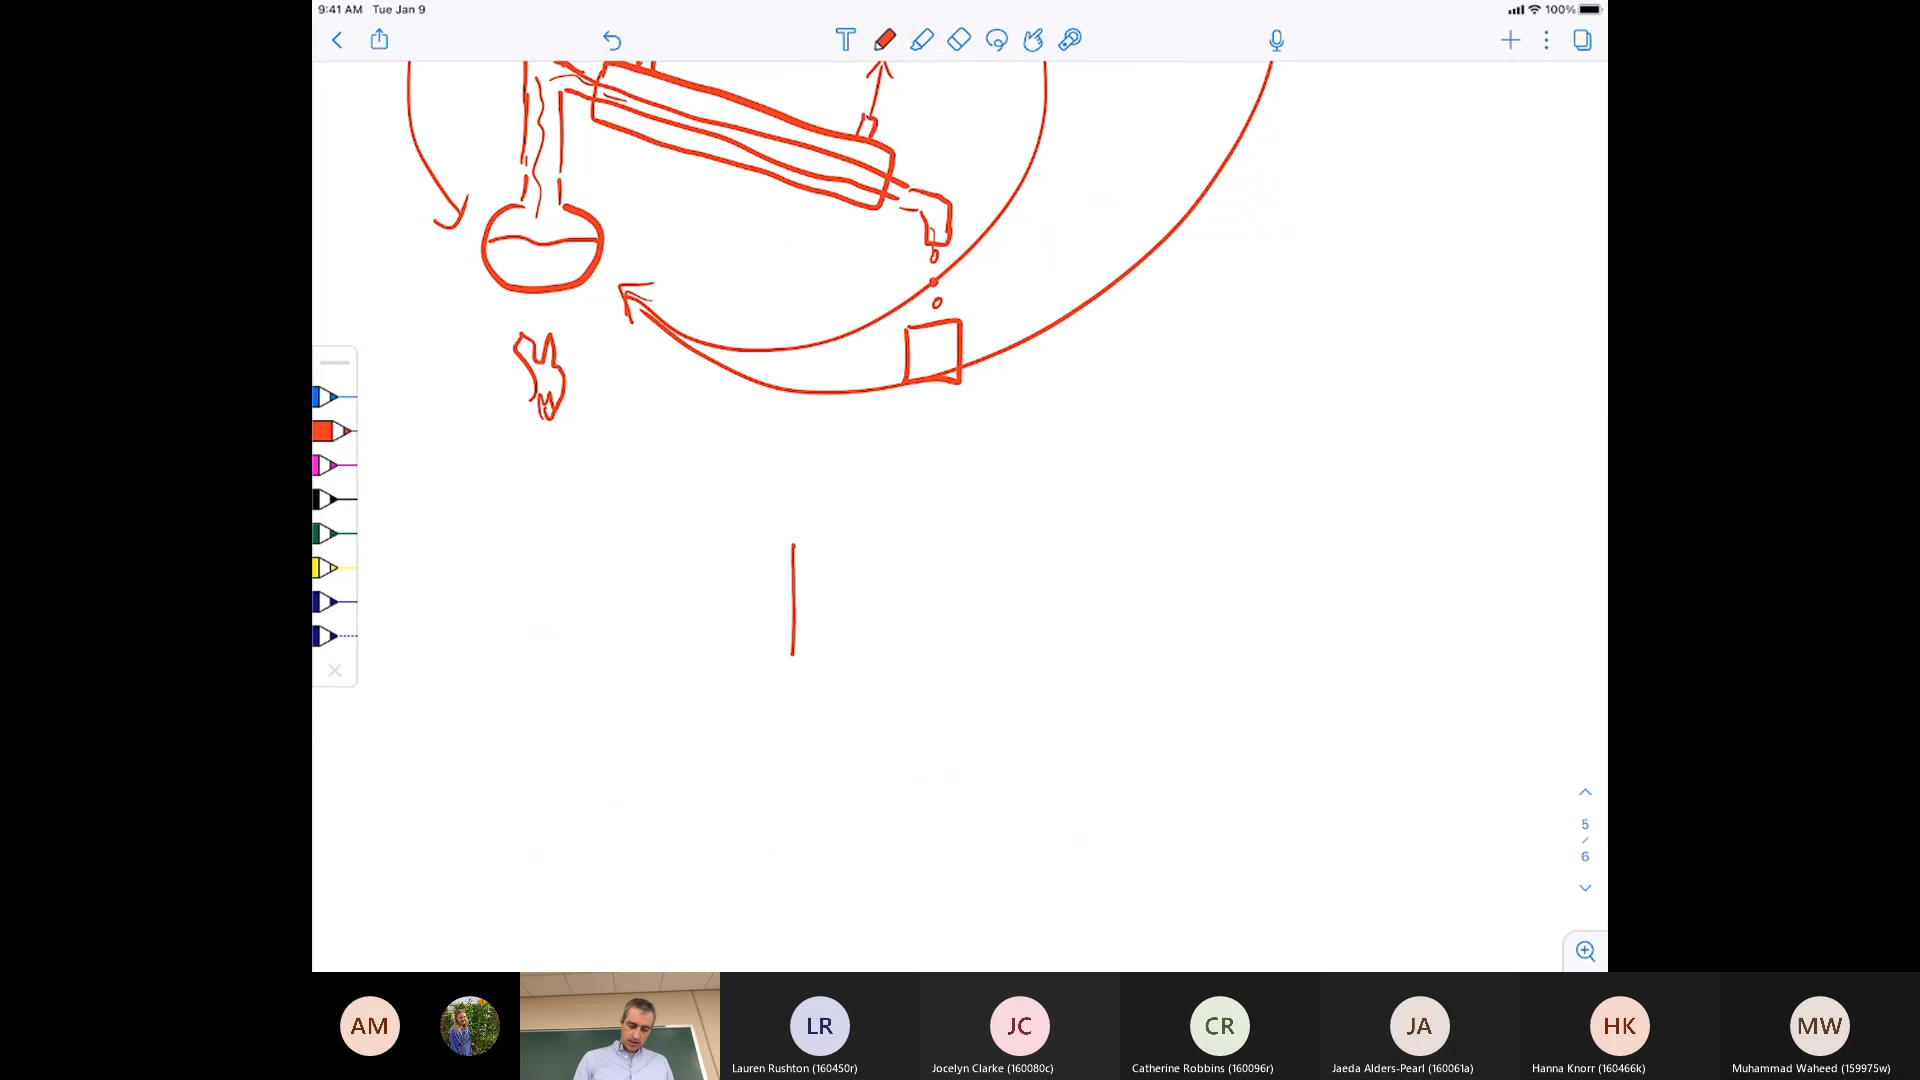 9:41 AM Tue Jan 9
100%
T
5
/
6
AM
LR
JC
CR
JA
HK
MW
Lauren Rushton (160450r)
Jocelyn Clarke (160080c)
Catherine Robbins (160096r)
Jaeda Alders-Pearl (160061a)
Hanna Knorr (160466k)
Muhammad Waheed (159975w)